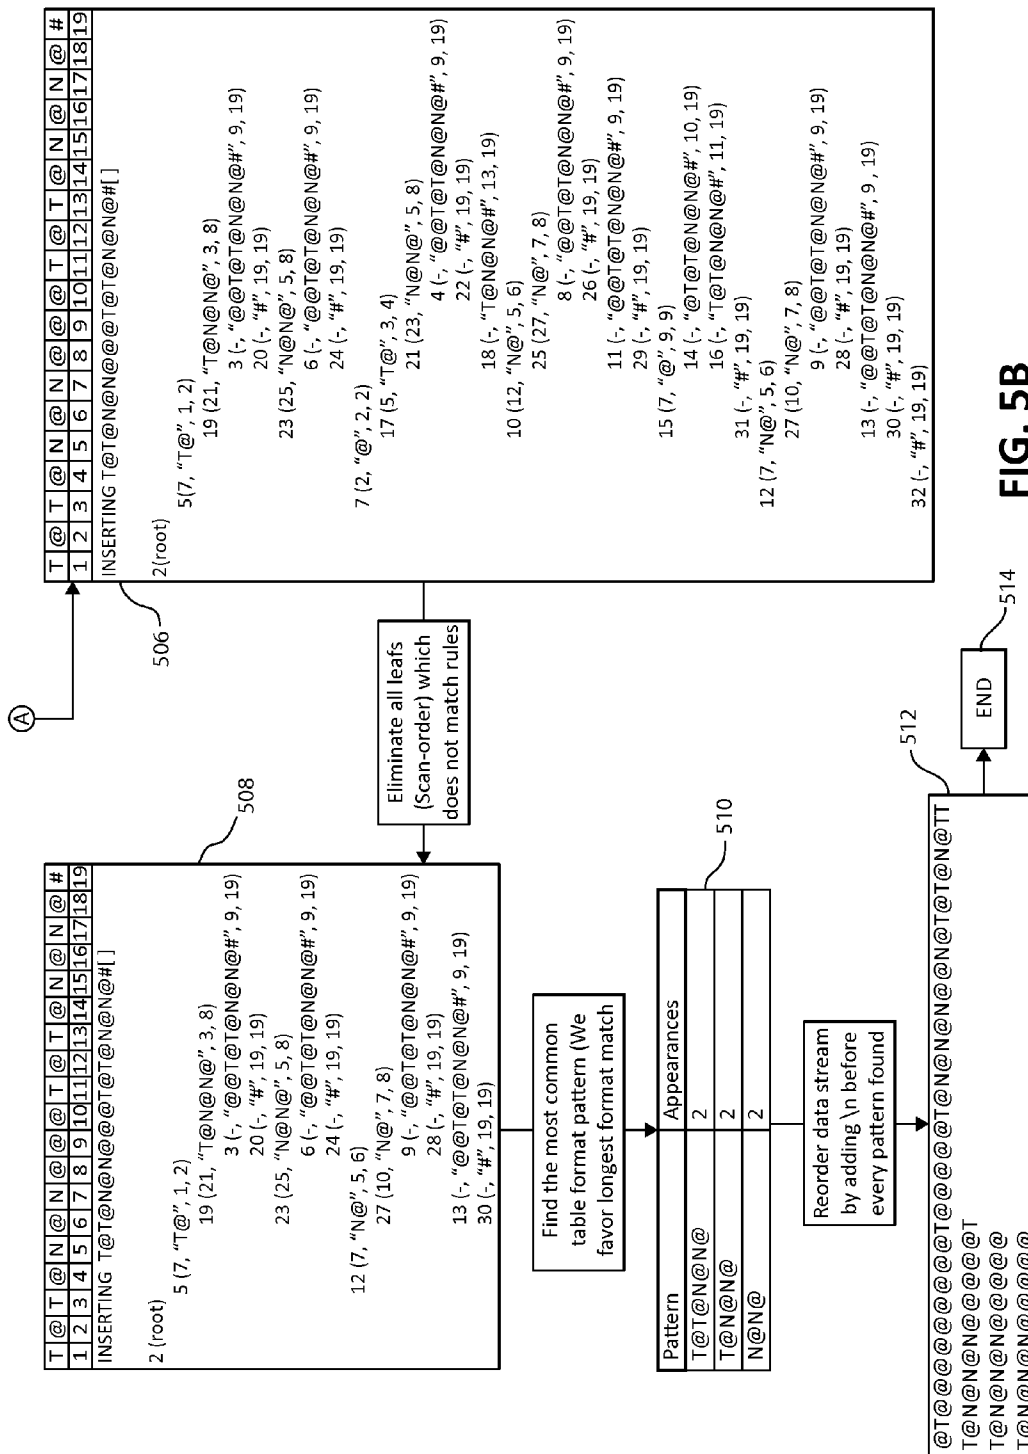 A
T @ T @ N @ N @ @ @ T @ T @ N @ N @ #
1 2 3 4 5 6 7 8 9 10 11 12 13 14 15 16 17 18 19
INSERTING T@T@N@N@@@T@T@N@N@#[ ]
2(root)
5(7, “T@”, 1, 2)
19 (21, “T@N@N@”, 3, 8)
3 (-, “@@T@T@N@N@#”, 9, 19)
20 (-, “#”, 19, 19)
23 (25, “N@N@”, 5, 8)
6 (-, “@@T@T@N@N@#”, 9, 19)
24 (-, “#”, 19, 19)
7 (2, “@”, 2, 2)
17 (5, “T@”, 3, 4)
21 (23, “N@N@”, 5, 8)
4 (-, “@@T@T@N@N@#”, 9, 19)
22 (-, “#”, 19, 19)
18 (-, “T@N@N@#”, 13, 19)
10 (12, “N@”, 5, 6)
25 (27, “N@”, 7, 8)
8 (-, “@@T@T@N@N@#”, 9, 19)
26 (-, “#”, 19, 19)
11 (-, “@@T@T@N@N@#”, 9, 19)
29 (-, “#”, 19, 19)
15 (7, “@”, 9, 9)
14 (-, “@T@T@N@N@#”, 10, 19)
16 (-, “T@T@N@N@#”, 11, 19)
31 (-, “#”, 19, 19)
12 (7, “N@”, 5, 6)
27 (10, “N@”, 7, 8)
9 (-, “@@T@T@N@N@#”, 9, 19)
28 (-, “#”, 19, 19)
13 (-, “@@T@T@N@N@#”, 9 , 19)
30 (-, “#”, 19, 19)
32 (-, “#”, 19, 19)
506
Eliminate all leafs
(Scan-order) which
does not match rules
T @ T @ N @ N @ @ @ T @ T @ N @ N @ #
1 2 3 4 5 6 7 8 9 10 11 12 13 14 15 16 17 18 19
INSERTING T@T@N@N@@@T@T@N@N@#[ ]
2 (root)
5 (7, “T@”, 1, 2)
19 (21, “T@N@N@”, 3, 8)
3 (-, “@@T@T@N@N@#”, 9, 19)
20 (-, “#”, 19, 19)
23 (25, “N@N@”, 5, 8)
6 (-, “@@T@T@N@N@#”, 9, 19)
24 (-, “#”, 19, 19)
12 (7, “N@”, 5, 6)
27 (10, “N@”, 7, 8)
9 (-, “@@T@T@N@N@#”, 9, 19)
28 (-, “#”, 19, 19)
13 (-, “@@T@T@N@N@#”, 9, 19)
30 (-, “#”, 19, 19)
508
Find the most common
table format pattern (We
favor longest format match
Pattern Appearances
T@T@N@N@ 2
T@N@N@ 2
N@N@ 2
510
Reorder data stream
by adding \n before
every pattern found
T@N@N@N@@@@@T
T@N@N@N@@@@@@
512
END
514
FIG. 5B